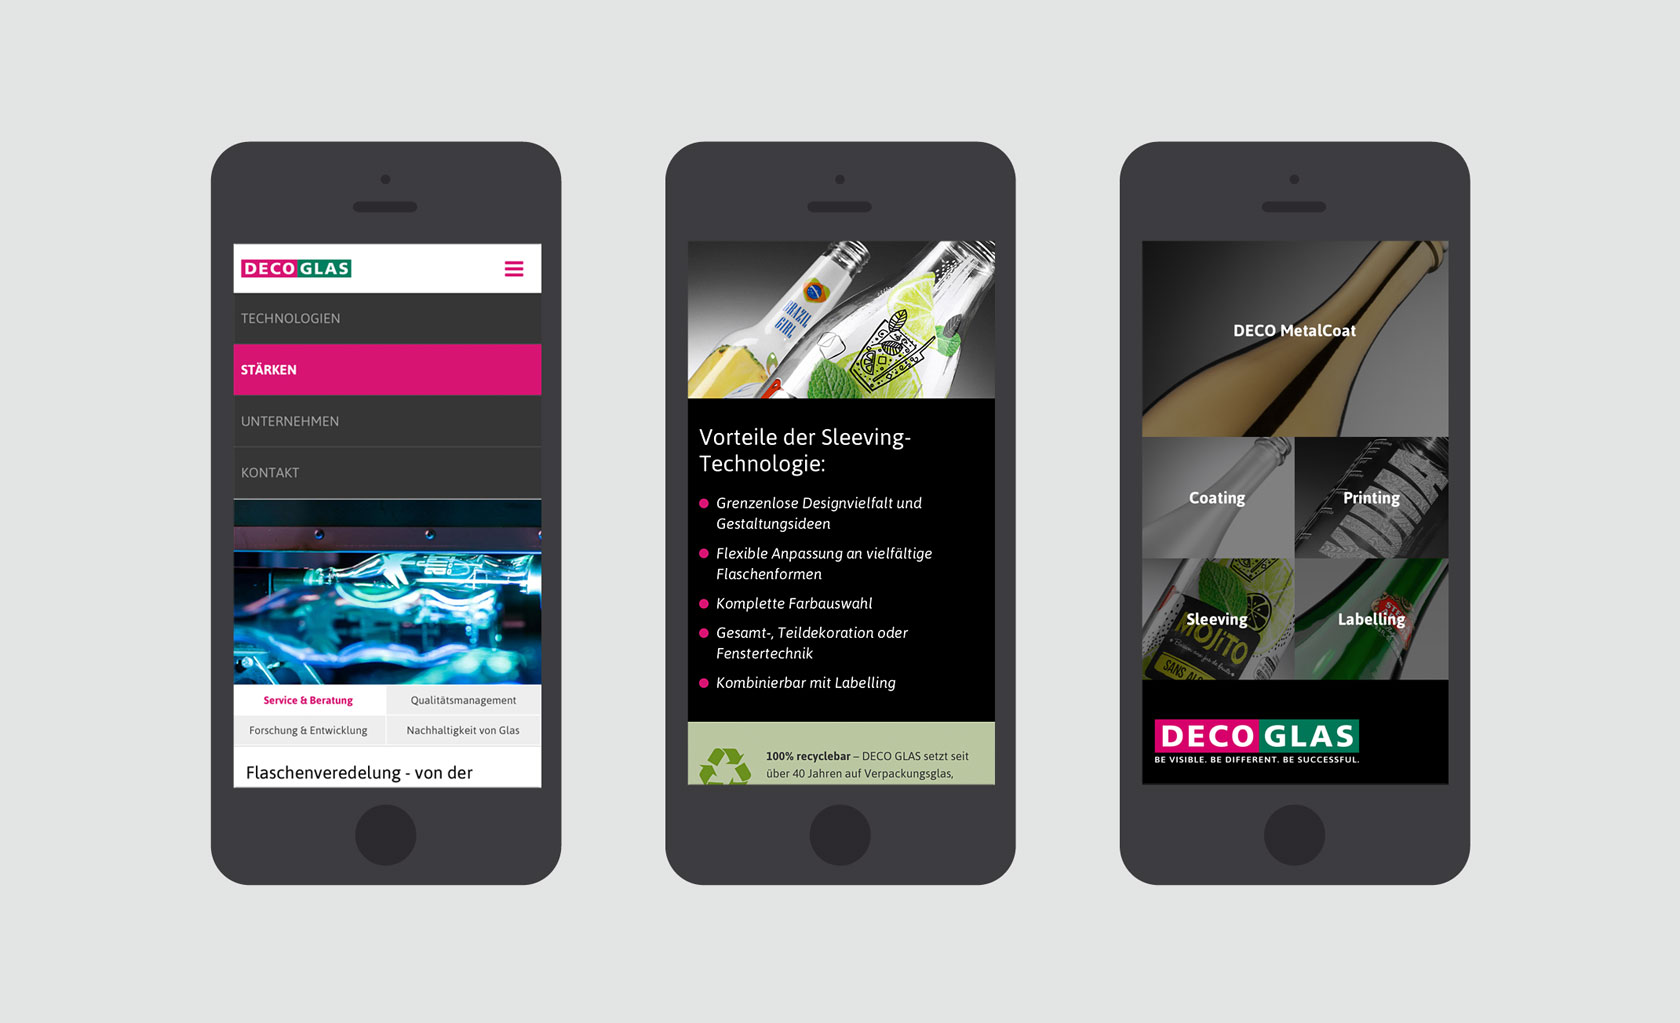 DECO GLAS
TECHNOLOGIEN
STÄRKEN
UNTERNEHMEN
KONTAKT
Service & Beratung
Qualitätsmanagement
Forschung & Entwicklung
Nachhaltigkeit von Glas
Flaschenveredelung - von der
BRAZIL
GIRL
Vorteile der Sleeving-
Technologie:
Grenzenlose Designvielfalt und
Gestaltungsideen
Flexible Anpassung an vielfältige
Flaschenformen
Komplette Farbauswahl
Gesamt-, Teildekoration oder
Fenstertechnik
Kombinierbar mit Labelling
100% recyclebar – DECO GLAS setzt seit
über 40 Jahren auf Verpackungsglas,
DECO MetalCoat
Coating
Printing
Sleeving
MOJITO
Labelling
DECO GLAS
BE VISIBLE. BE DIFFERENT. BE SUCCESSFUL.